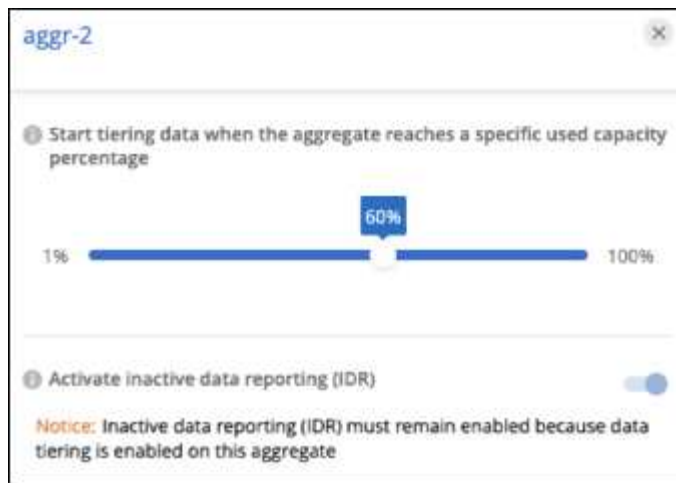 aggr-2
Start tiering data when the aggregate reaches a specific used capacity
percentage
60%
1%
100%
Activate inactive data reporting (IDR)
Notice: Inactive data reporting (IDR) must remain enabled because data
tiering is enabled on this aggregate